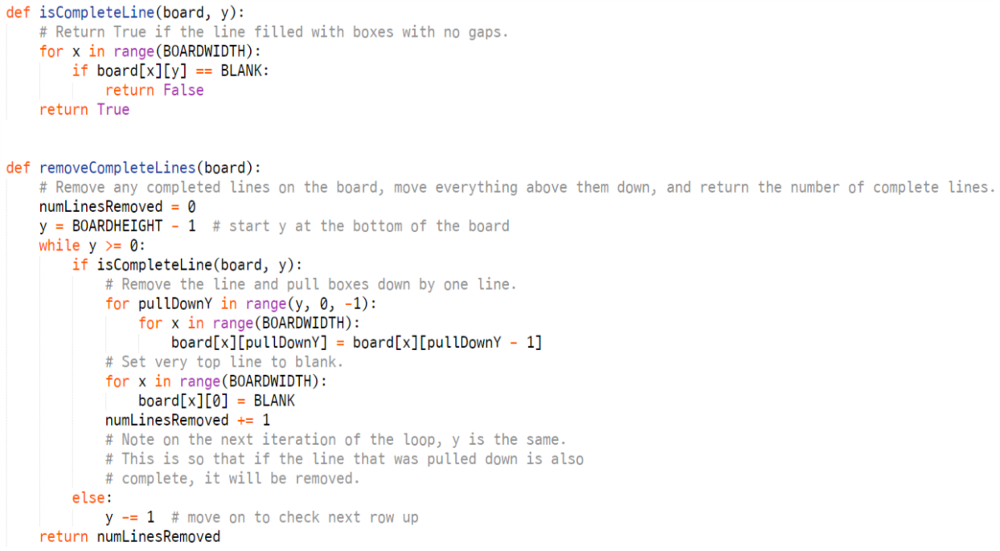 def isCompleteLine(board, y):
    # Return True if the line filled with boxes with no gaps.
    for x in range(BOARDWIDTH):
        if board[x][y] == BLANK:
            return False
    return True
def removeCompleteLines(board):
    # Remove any completed lines on the board, move everything above them down, and return the number of complete lines.
    numLinesRemoved = 0
    y = BOARDHEIGHT - 1  # start y at the bottom of the board
    while y >= 0:
        if isCompleteLine(board, y):
            # Remove the line and pull boxes down by one line.
            for pullDownY in range(y, 0, -1):
                for x in range(BOARDWIDTH):
                    board[x][pullDownY] = board[x][pullDownY - 1]
            # Set very top line to blank.
            for x in range(BOARDWIDTH):
                board[x][0] = BLANK
            numLinesRemoved += 1
            # Note on the next iteration of the loop, y is the same.
            # This is so that if the line that was pulled down is also
            # complete, it will be removed.
        else:
            y -= 1  # move on to check next row up
    return numLinesRemoved